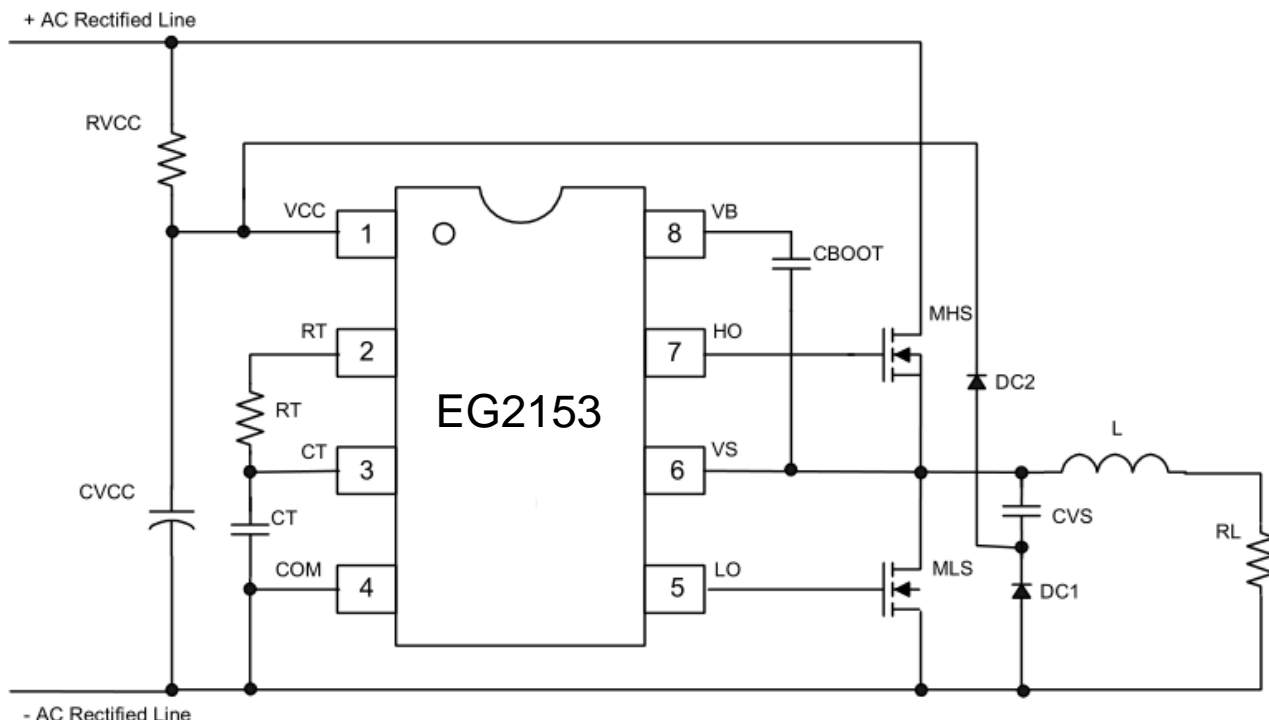 + AC Rectified Line
RVCC
VCC
1
8
VB
CBOOT
RT
2
7
HO
MHS
RT
EG2153
DC2
CT
3
6
VS
L
CVCC
CT
CVS
RL
COM
4
5
LO
MLS
DC1
- AC Rectified Line